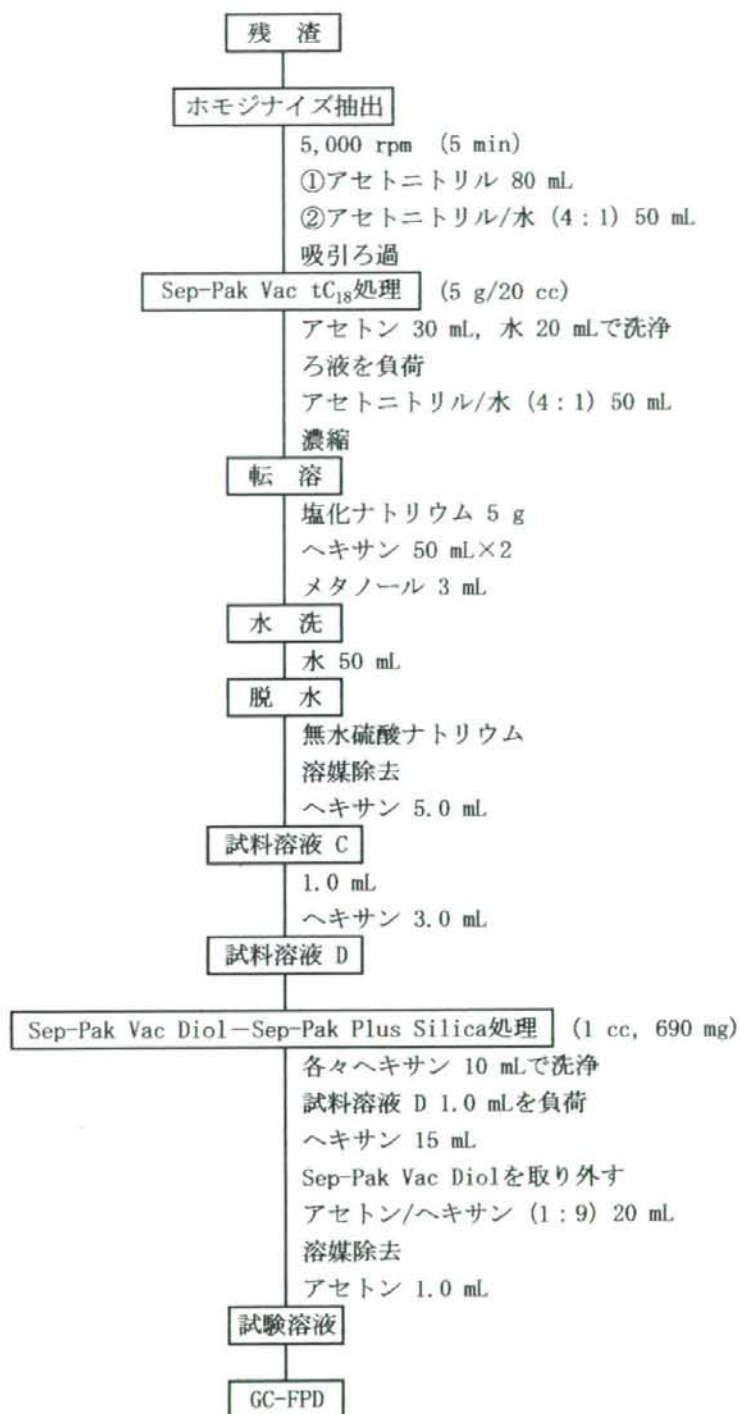 残 渣
ホモジナイズ抽出
5,000 rpm (5 min)
①アセトニトリル 80 mL
②アセトニトリル/水 (4：1) 50 mL
吸引ろ過
Sep-Pak Vac tC₁₈処理 (5 g/20 cc)
アセトン 30 mL, 水 20 mLで洗浄
ろ液を負荷
アセトニトリル/水 (4：1) 50 mL
濃縮
転 溶
塩化ナトリウム 5 g
ヘキサン 50 mL×2
メタノール 3 mL
水 洗
水 50 mL
脱 水
無水硫酸ナトリウム
溶媒除去
ヘキサン 5.0 mL
試料溶液 C
1.0 mL
ヘキサン 3.0 mL
試料溶液 D
Sep-Pak Vac Diol－Sep-Pak Plus Silica処理 (1 cc, 690 mg)
各々ヘキサン 10 mLで洗浄
試料溶液 D 1.0 mLを負荷
ヘキサン 15 mL
Sep-Pak Vac Diolを取り外す
アセトン/ヘキサン (1：9) 20 mL
溶媒除去
アセトン 1.0 mL
試験溶液
GC-FPD